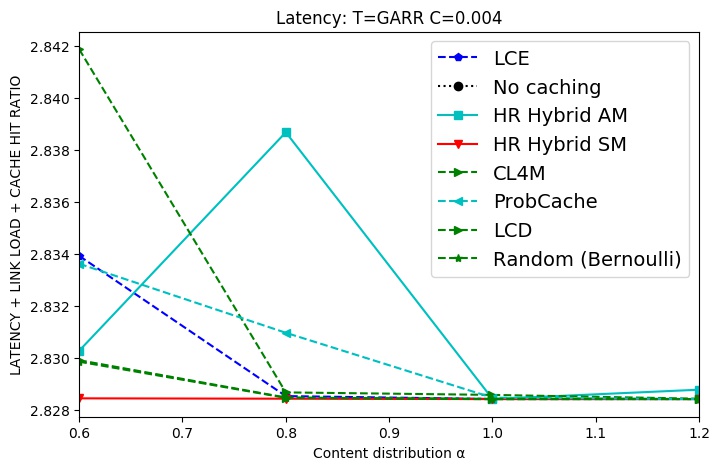 Latency: T=GARR C=0.004
LATENCY + LINK LOAD + CACHE HIT RATIO
2.842
2.840
2.838
2.836
2.834
2.832
2.830
2.828
LCE
No caching
HR Hybrid AM
HR Hybrid SM
CL4M
ProbCache
LCD
Random (Bernoulli)
0.6 0.7 0.8 0.9 1.0 1.1 1.2
Content distribution α